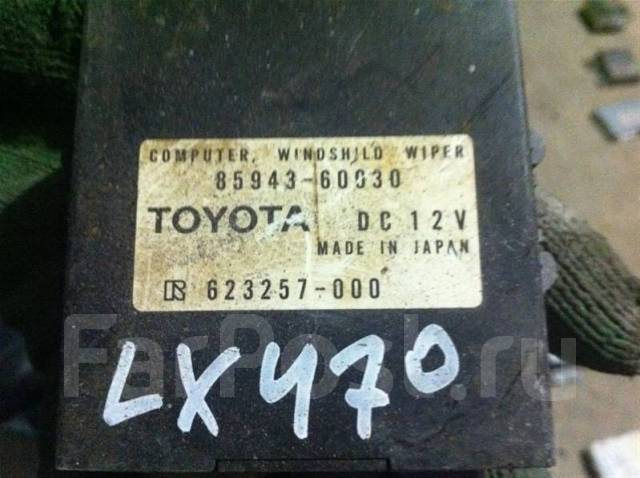 COMPUTER, WINDSHILD WIPER
85943-60030
TOYOTA DC 12V
MADE IN JAPAN
R 623257-000
LX470
FarPost.ru